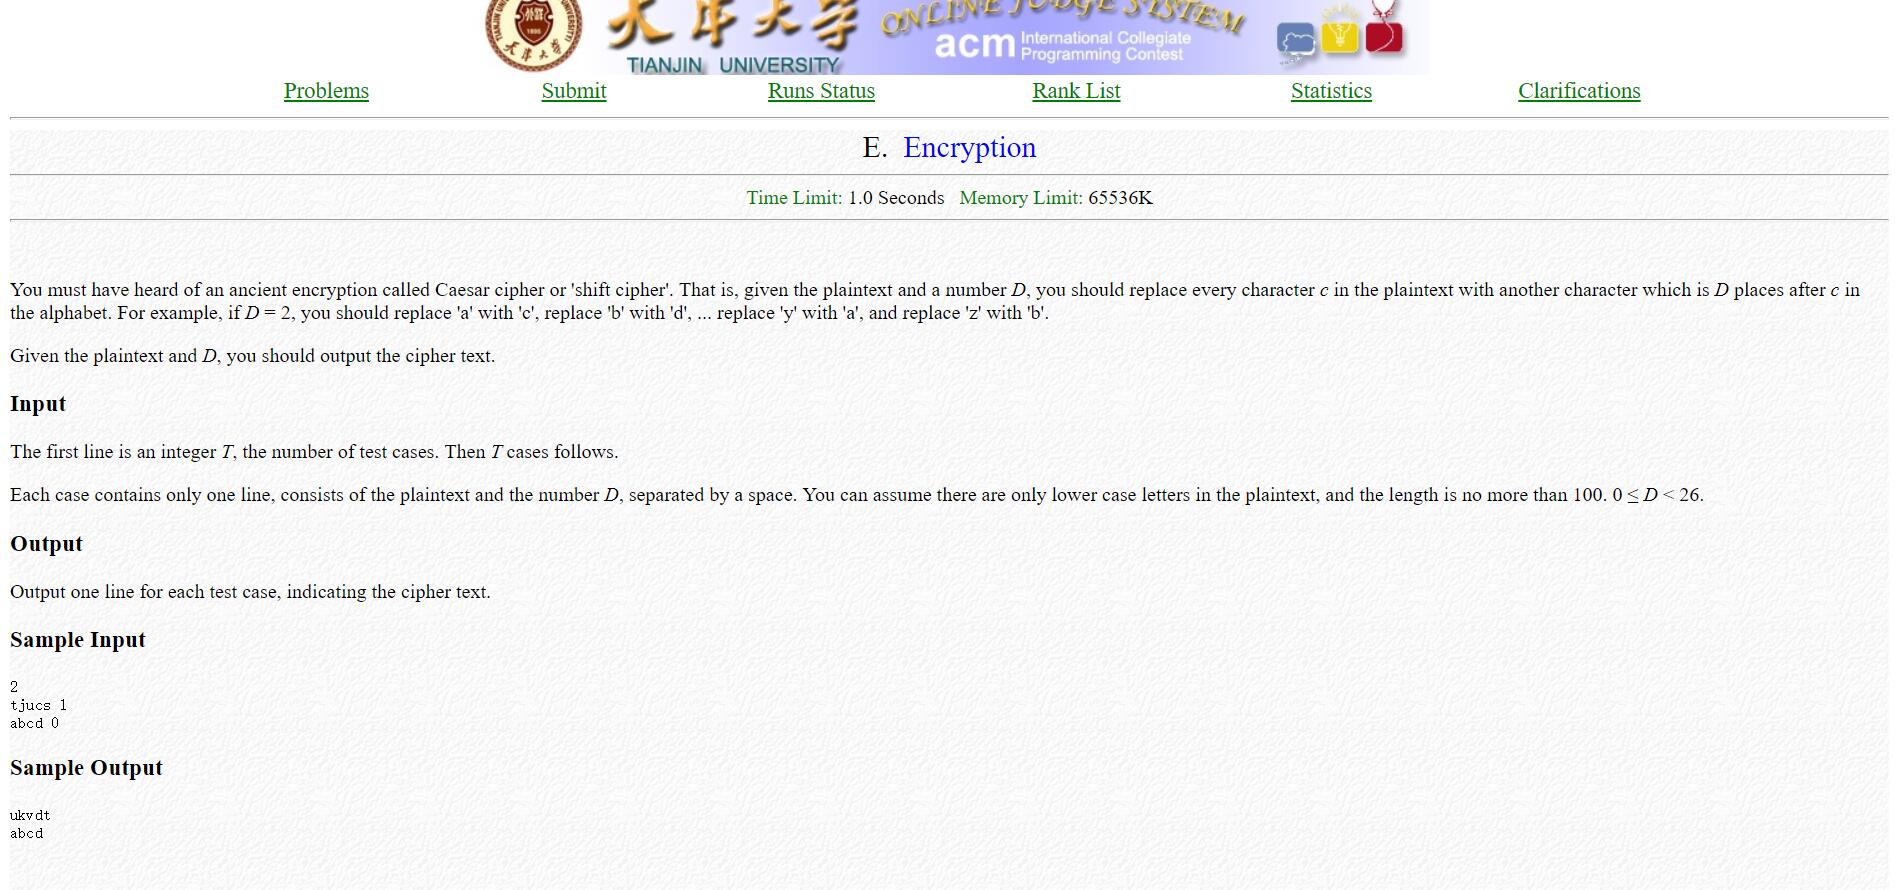 天津大学
ONLINE JUDGE SYSTEM
acm International Collegiate
Programming Contest
TIANJIN UNIVERSITY
Problems Submit Runs Status Rank List Statistics Clarifications
E. Encryption
Time Limit: 1.0 Seconds Memory Limit: 65536K
You must have heard of an ancient encryption called Caesar cipher or 'shift cipher'. That is, given the plaintext and a number D, you should replace every character c in the plaintext with another character which is D places after c in
the alphabet. For example, if D = 2, you should replace 'a' with 'c', replace 'b' with 'd', ... replace 'y' with 'a', and replace 'z' with 'b'.
Given the plaintext and D, you should output the cipher text.
Input
The first line is an integer T, the number of test cases. Then T cases follows.
Each case contains only one line, consists of the plaintext and the number D, separated by a space. You can assume there are only lower case letters in the plaintext, and the length is no more than 100. 0 ≤ D < 26.
Output
Output one line for each test case, indicating the cipher text.
Sample Input
2
tjucs 1
abcd 0
Sample Output
ukvdt
abcd